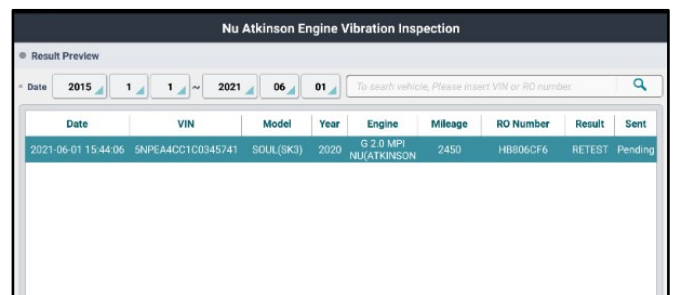 Nu Atkinson Engine Vibration Inspection
Result Preview
Date 2015 1 1 ~ 2021 06 01 To searh vehicle, Please insert VIN or RO number.
Date VIN Model Year Engine Mileage RO Number Result Sent
2021-06-01 15:44:06 5NPEA4CC1C0345741 SOUL(SK3) 2020 G 2.0 MPI NU(ATKINSON 2450 HB806CF6 RETEST Pending